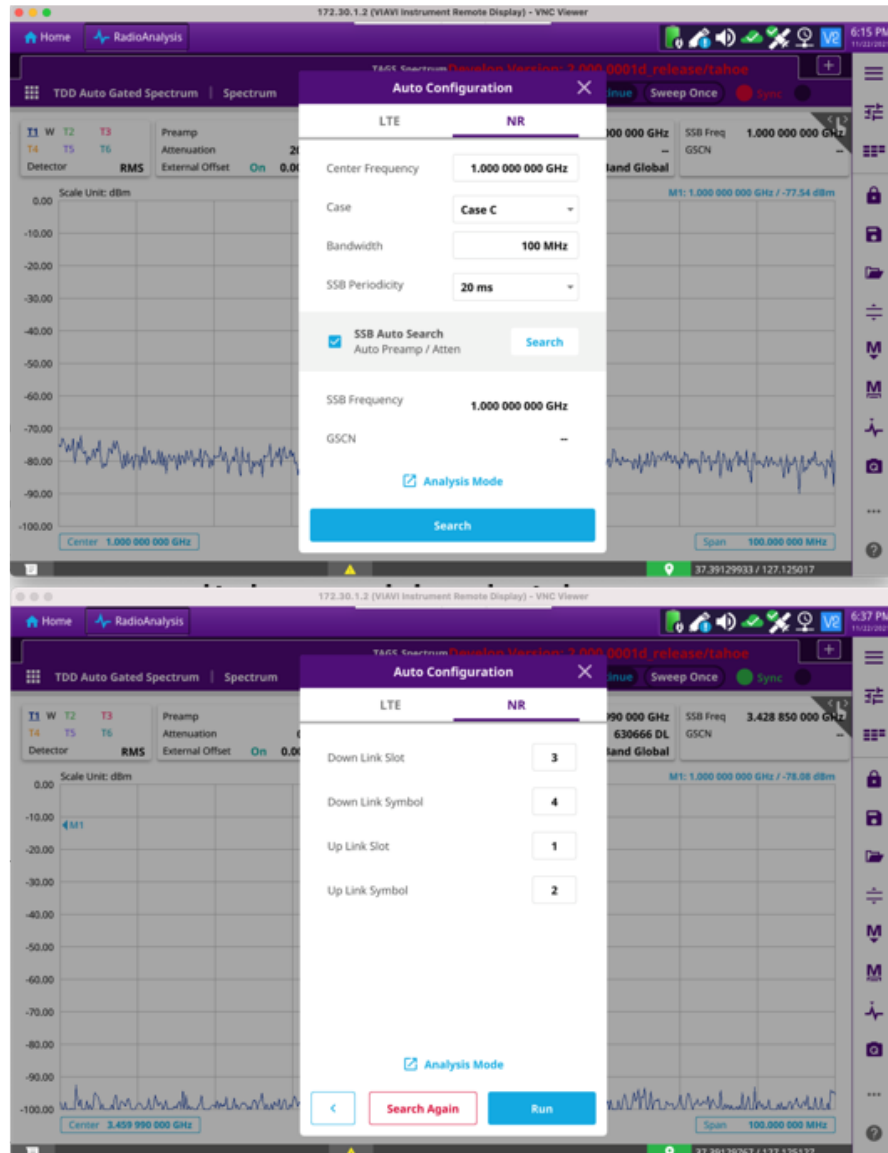 172.30.1.2 (VIAVI Instrument Remote Display) - VNC Viewer
Home RadioAnalysis 6:15 PM
TAGS Spectrum Develop Version: 2.000.0001d_release/tahoe
TDD Auto Gated Spectrum | Spectrum Sweep Once Sync
Auto Configuration
LTE NR
T1 W T2 T3 Preamp 000 000 GHz SSB Freq 1.000 000 000 GHz
T4 T5 T6 Attenuation 20 -- GSCN --
Detector RMS External Offset On 0.00 Band Global
Scale Unit: dBm M1: 1.000 000 000 GHz / -77.54 dBm
0.00
-10.00
-20.00
-30.00
-40.00
-50.00
-60.00
-70.00
-80.00
-90.00
-100.00
Center Frequency 1.000 000 000 GHz
Case Case C
Bandwidth 100 MHz
SSB Periodicity 20 ms
SSB Auto Search Search
Auto Preamp / Atten
SSB Frequency 1.000 000 000 GHz
GSCN --
Analysis Mode
Search
Center 1.000 000 000 GHz Span 100.000 000 MHz
37.39129933 / 127.125017
172.30.1.2 (VIAVI Instrument Remote Display) - VNC Viewer
Home RadioAnalysis 6:37 PM
TAGS Spectrum Develop Version: 2.000.0001d_release/tahoe
TDD Auto Gated Spectrum | Spectrum Sweep Once Sync
Auto Configuration
LTE NR
T1 W T2 T3 Preamp 990 000 GHz SSB Freq 3.428 850 000 GHz
T4 T5 T6 Attenuation 630666 DL GSCN --
Detector RMS External Offset On 0.00 Band Global
Scale Unit: dBm M1: 1.000 000 000 GHz / -78.08 dBm
0.00
-10.00
M1
-20.00
-30.00
-40.00
-50.00
-60.00
-70.00
-80.00
-90.00
-100.00
Down Link Slot 3
Down Link Symbol 4
Up Link Slot 1
Up Link Symbol 2
Analysis Mode
< Search Again Run
Center 3.459 990 000 GHz Span 100.000 000 MHz
37.39129767 / 127.125127